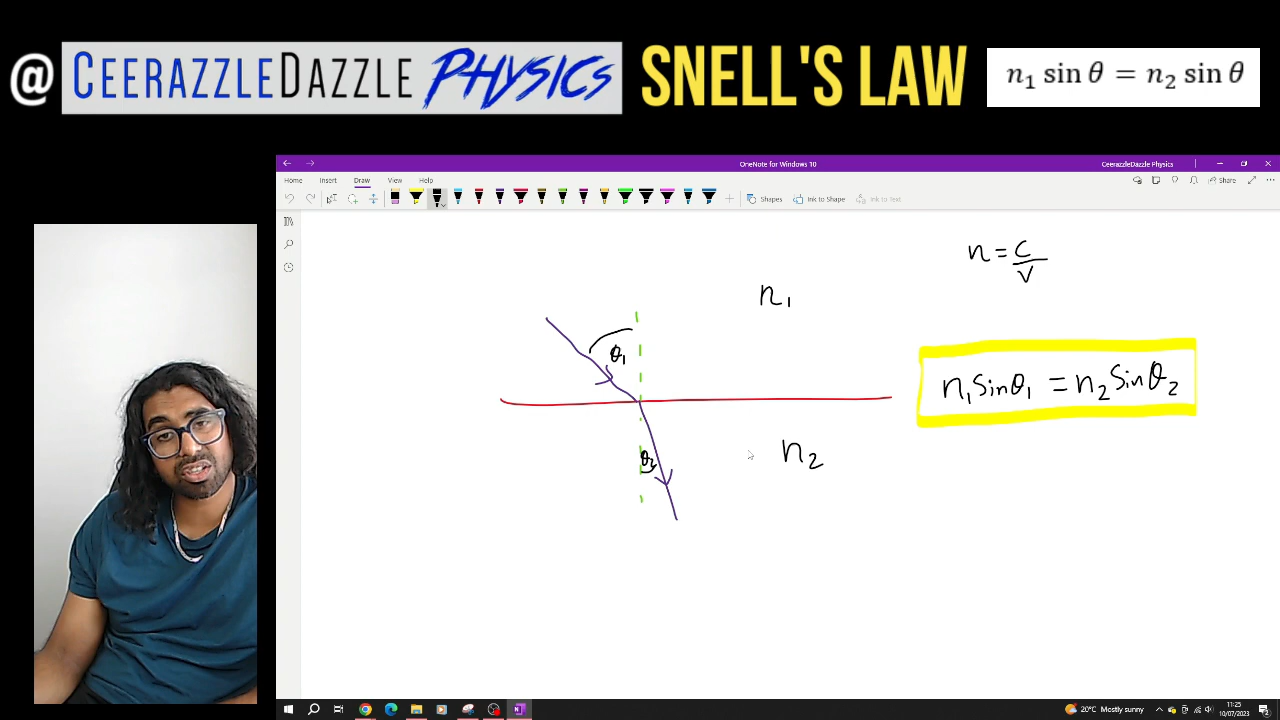 @ CEERAZZLEDAZZLE PHYSICS SNELL'S LAW n₁ sin θ = n₂ sin θ
OneNote for Windows 10 CeerazzleDazzle Physics
Home Insert Draw View Help Share
Shapes Ink to Shape Ink to Text
n = c/v
n₁
θ₁
n₁sinθ₁ = n₂sinθ₂
θ₂
n₂
20°C Mostly sunny 11:25
10/07/2023